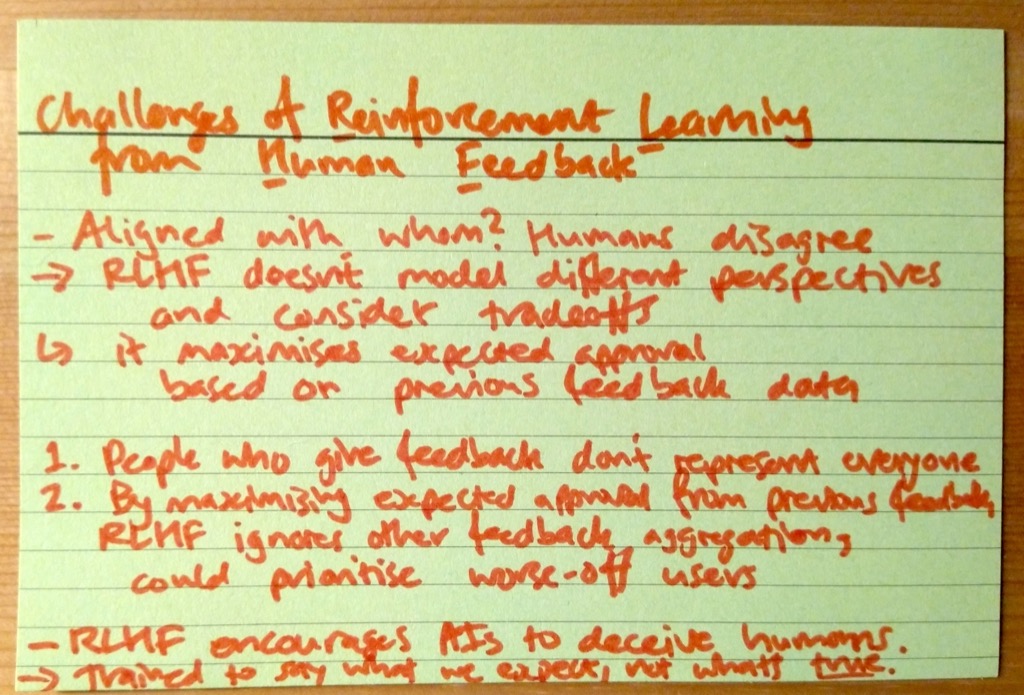 Challenges of Reinforcement Learning
from Human Feedback
- Aligned with whom? Humans disagree
→ RLHF doesn't model different perspectives
and consider tradeoffs
↳ it maximises expected approval
based on previous feedback data
1. People who give feedback don't represent everyone
2. By maximizing expected approval from previous feedback,
RLHF ignores other feedback aggregation,
could prioritise worse-off users
- RLHF encourages AIs to deceive humans.
→ Trained to say what we expect, not what's true.